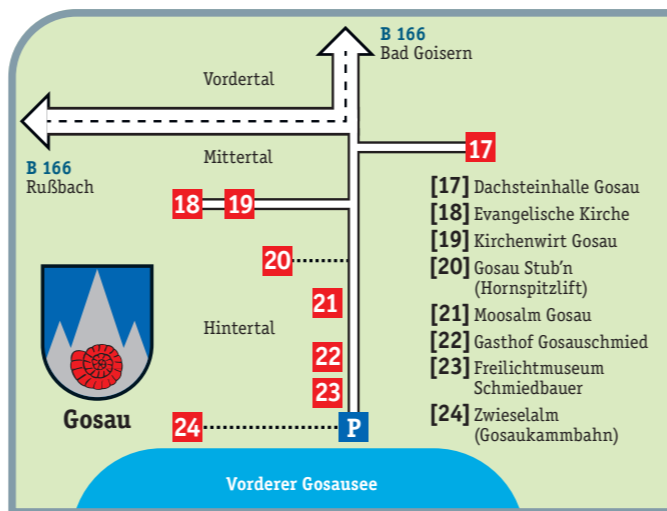 B 166
Bad Goisern
Vordertal
B 166
Rußbach
Mittertal
17
18
19
20
21
Hintertal
22
23
24
P
Gosau
Vorderer Gosausee
[17] Dachsteinhalle Gosau
[18] Evangelische Kirche
[19] Kirchenwirt Gosau
[20] Gosau Stub'n
(Hornspitzlift)
[21] Moosalm Gosau
[22] Gasthof Gosauschmied
[23] Freilichtmuseum
Schmiedbauer
[24] Zwieselalm
(Gosaukammbahn)